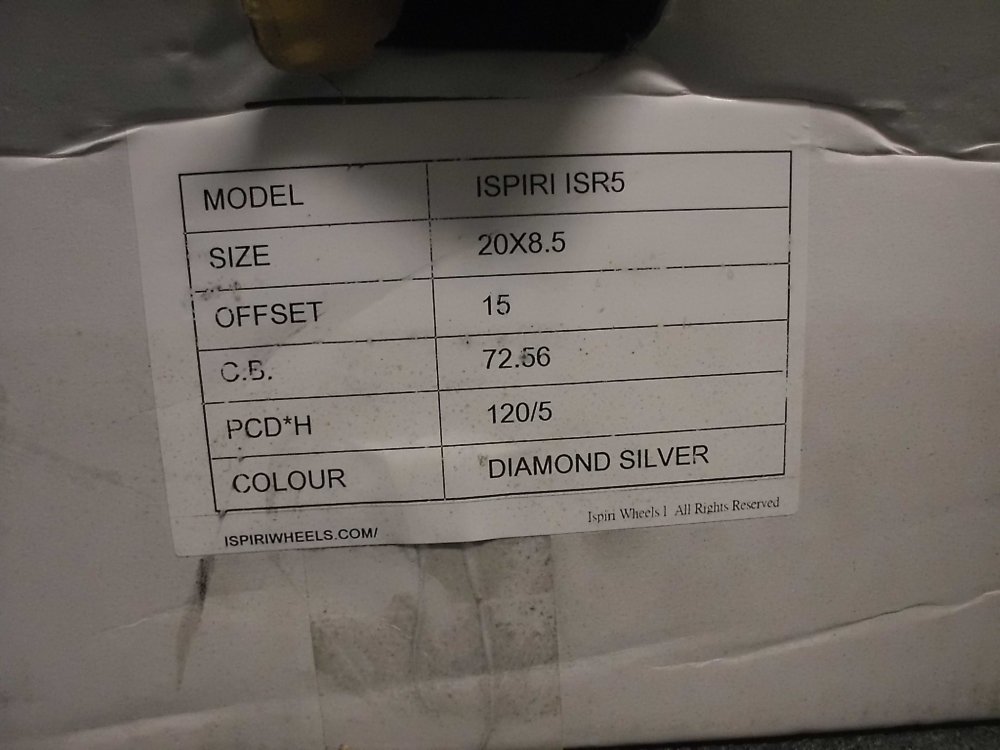 MODEL ISPIRI ISR5
SIZE 20X8.5
OFFSET 15
C.B. 72.56
PCD*H 120/5
COLOUR DIAMOND SILVER
ISPIRIWHEELS.COM/ Ispiri Wheels l All Rights Reserved